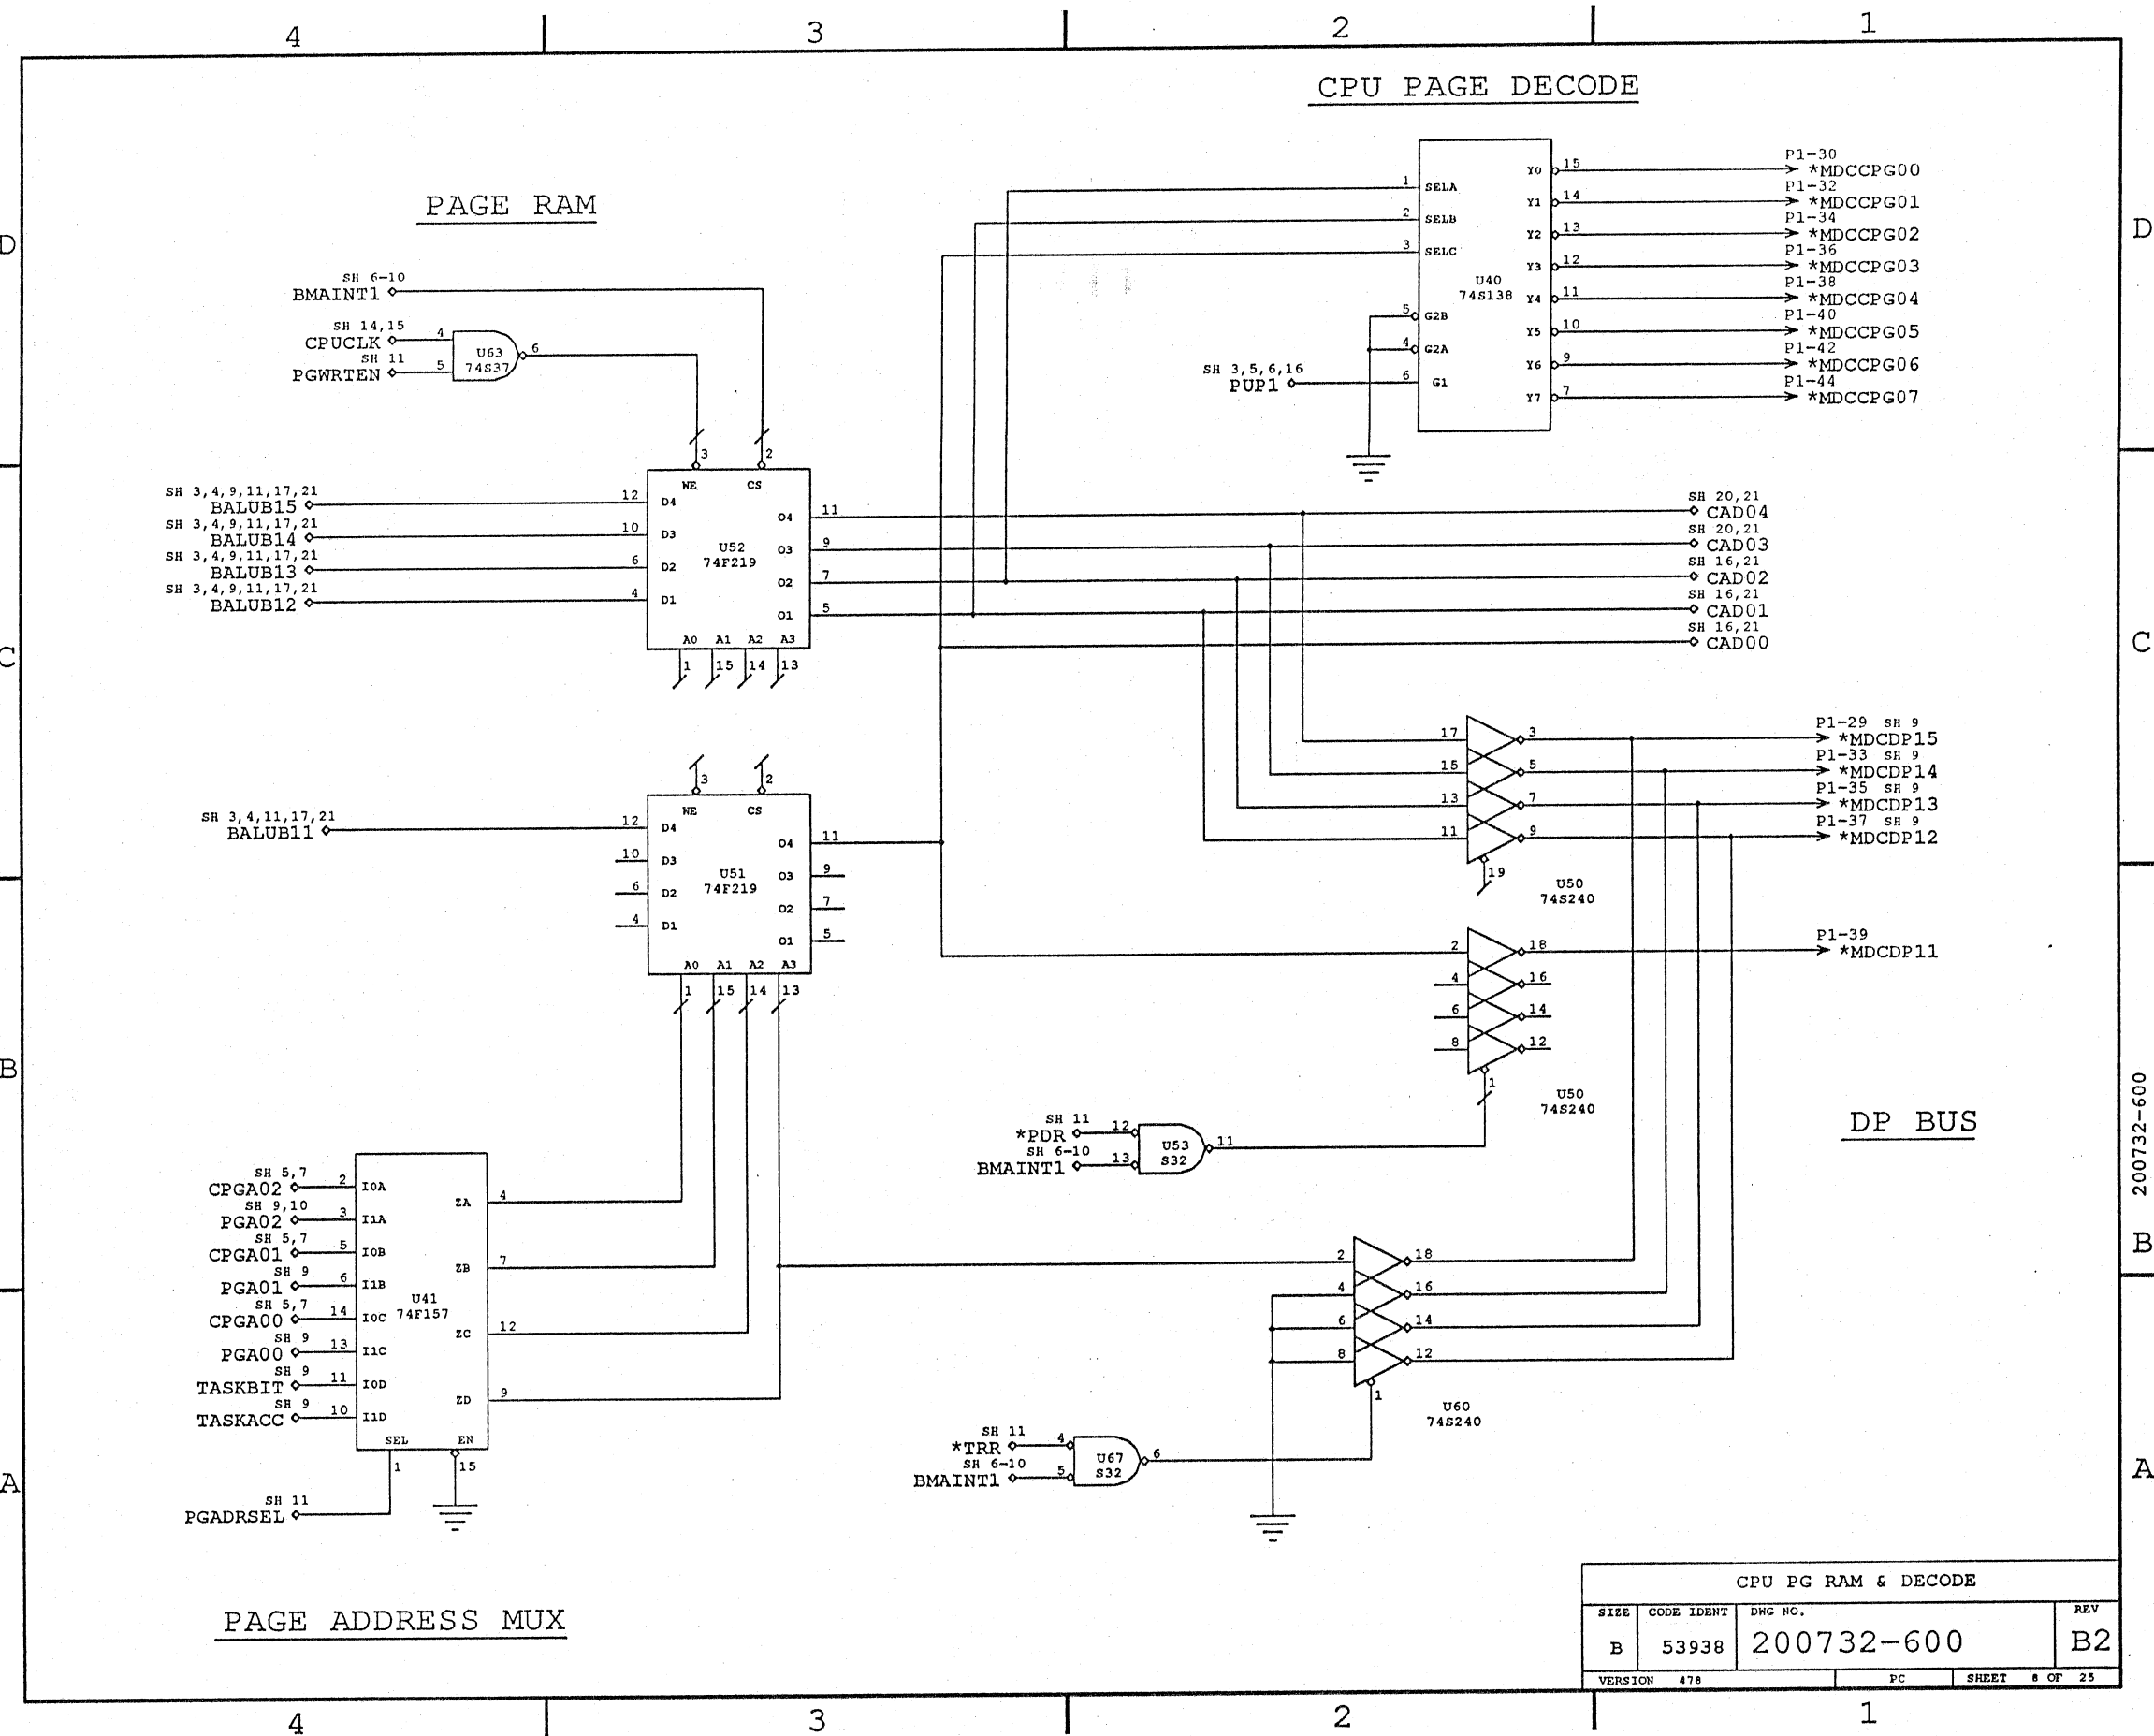 4 3 2 1
CPU PAGE DECODE
PAGE RAM
D D
SH 6-10
BMAINT1
SH 14,15
CPUCLK 4
SH 11
PGWRTEN 5
U63
74S37
6
1 SELA
2 SELB
3 SELC
5 G2B
4 G2A
6 G1
SH 3,5,6,16
PUP1
U40
74S138
Y0 15 P1-30
*MDCCPG00
Y1 14 P1-32
*MDCCPG01
Y2 13 P1-34
*MDCCPG02
Y3 12 P1-36
*MDCCPG03
Y4 11 P1-38
*MDCCPG04
Y5 10 P1-40
*MDCCPG05
Y6 9 P1-42
*MDCCPG06
Y7 7 P1-44
*MDCCPG07
3 2
WE CS
SH 3,4,9,11,17,21
BALUB15 12 D4
SH 3,4,9,11,17,21
BALUB14 10 D3
SH 3,4,9,11,17,21
BALUB13 6 D2
SH 3,4,9,11,17,21
BALUB12 4 D1
U52
74F219
O4 11
O3 9
O2 7
O1 5
A0 A1 A2 A3
1 15 14 13
SH 20,21
CAD04
SH 20,21
CAD03
SH 16,21
CAD02
SH 16,21
CAD01
SH 16,21
CAD00
C C
3 2
WE CS
SH 3,4,11,17,21
BALUB11 12 D4
10 D3
6 D2
4 D1
U51
74F219
O4 11
O3 9
O2 7
O1 5
A0 A1 A2 A3
1 15 14 13
17 3 P1-29 SH 9
*MDCDP15
15 5 P1-33 SH 9
*MDCDP14
13 7 P1-35 SH 9
*MDCDP13
11 9 P1-37 SH 9
*MDCDP12
19
U50
74S240
2 18 P1-39
*MDCDP11
4 16
6 14
8 12
1
U50
74S240
B B
SH 11
*PDR 12
SH 6-10
BMAINT1 13
U53
S32
11
DP BUS
200732-600
SH 5,7
CPGA02 2 I0A
SH 9,10
PGA02 3 I1A
SH 5,7
CPGA01 5 I0B
SH 9
PGA01 6 I1B
SH 5,7
CPGA00 14 I0C
SH 9
PGA00 13 I1C
SH 9
TASKBIT 11 I0D
SH 9
TASKACC 10 I1D
U41
74F157
ZA 4
ZB 7
ZC 12
ZD 9
SEL EN
1 15
SH 11
PGADRSEL
2 18
4 16
6 14
8 12
1
U60
74S240
SH 11
*TRR 4
SH 6-10
BMAINT1 5
U67
S32
6
A A
PAGE ADDRESS MUX
CPU PG RAM & DECODE
SIZE CODE IDENT DWG NO. REV
B 53938 200732-600 B2
VERSION 478 PC SHEET 8 OF 25
4 3 2 1